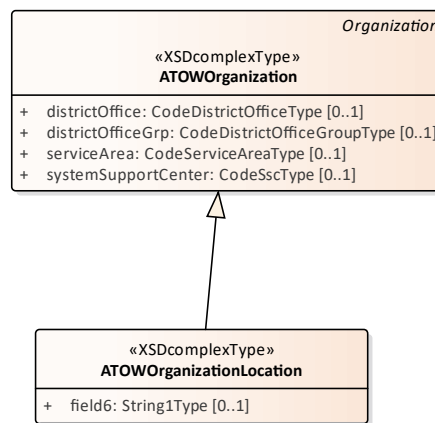 Organization
«XSDcomplexType»
ATOWOrganization
+ districtOffice: CodeDistrictOfficeType [0..1]
+ districtOfficeGrp: CodeDistrictOfficeGroupType [0..1]
+ serviceArea: CodeServiceAreaType [0..1]
+ systemSupportCenter: CodeSscType [0..1]
«XSDcomplexType»
ATOWOrganizationLocation
+ field6: String1Type [0..1]